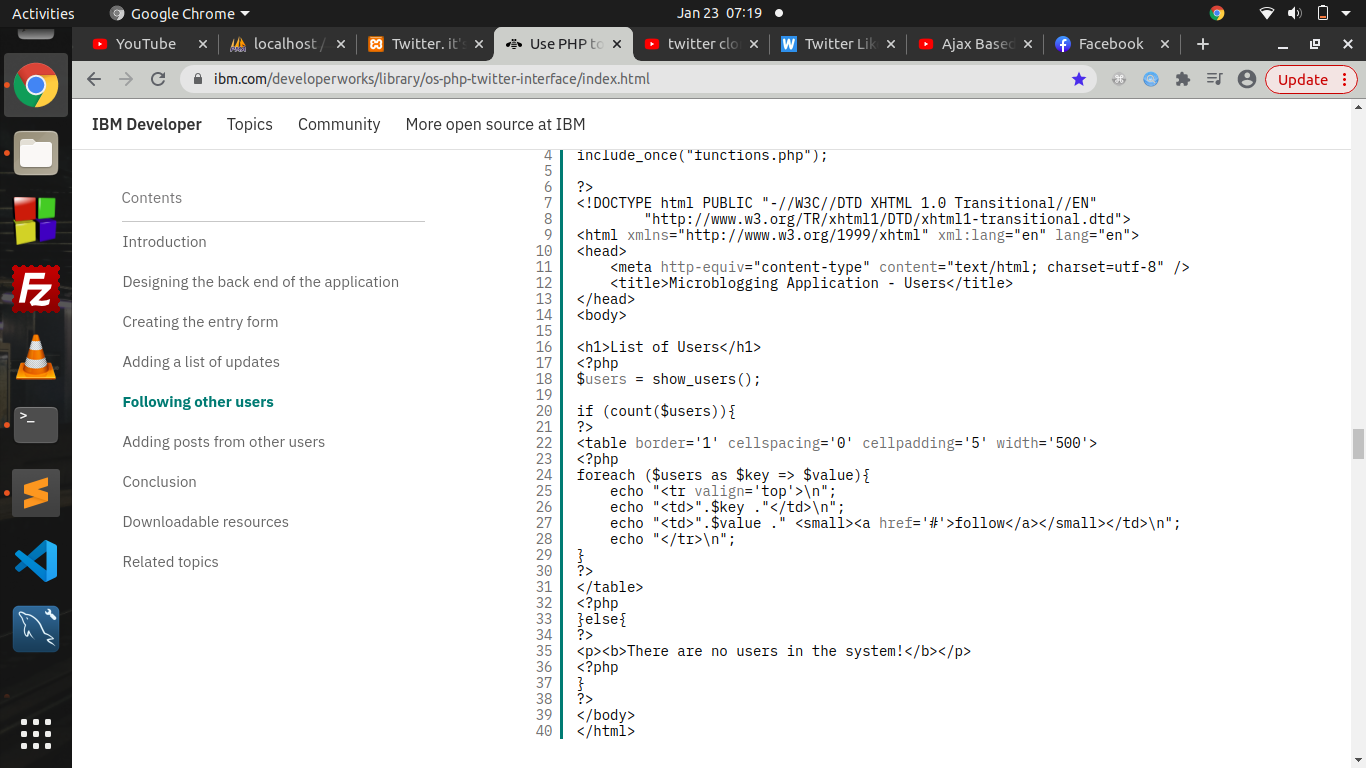 Activities
Google Chrome
Jan 23 07:19
YouTube
localhost /
Twitter. it's
Use PHP to
twitter clo
Twitter Lik
Ajax Based
Facebook
ibm.com/developerworks/library/os-php-twitter-interface/index.html
Update
IBM Developer
Topics
Community
More open source at IBM
Contents
Introduction
Designing the back end of the application
Creating the entry form
Adding a list of updates
Following other users
Adding posts from other users
Conclusion
Downloadable resources
Related topics
4 include_once("functions.php");
5
6 ?>
7 <!DOCTYPE html PUBLIC "-//W3C//DTD XHTML 1.0 Transitional//EN"
8         "http://www.w3.org/TR/xhtml1/DTD/xhtml1-transitional.dtd">
9 <html xmlns="http://www.w3.org/1999/xhtml" xml:lang="en" lang="en">
10 <head>
11     <meta http-equiv="content-type" content="text/html; charset=utf-8" />
12     <title>Microblogging Application - Users</title>
13 </head>
14 <body>
15
16 <h1>List of Users</h1>
17 <?php
18 $users = show_users();
19
20 if (count($users)){
21 ?>
22 <table border='1' cellspacing='0' cellpadding='5' width='500'>
23 <?php
24 foreach ($users as $key => $value){
25     echo "<tr valign='top'>\n";
26     echo "<td>".$key ."</td>\n";
27     echo "<td>".$value ." <small><a href='#'>follow</a></small></td>\n";
28     echo "</tr>\n";
29 }
30 ?>
31 </table>
32 <?php
33 }else{
34 ?>
35 <p><b>There are no users in the system!</b></p>
36 <?php
37 }
38 ?>
39 </body>
40 </html>